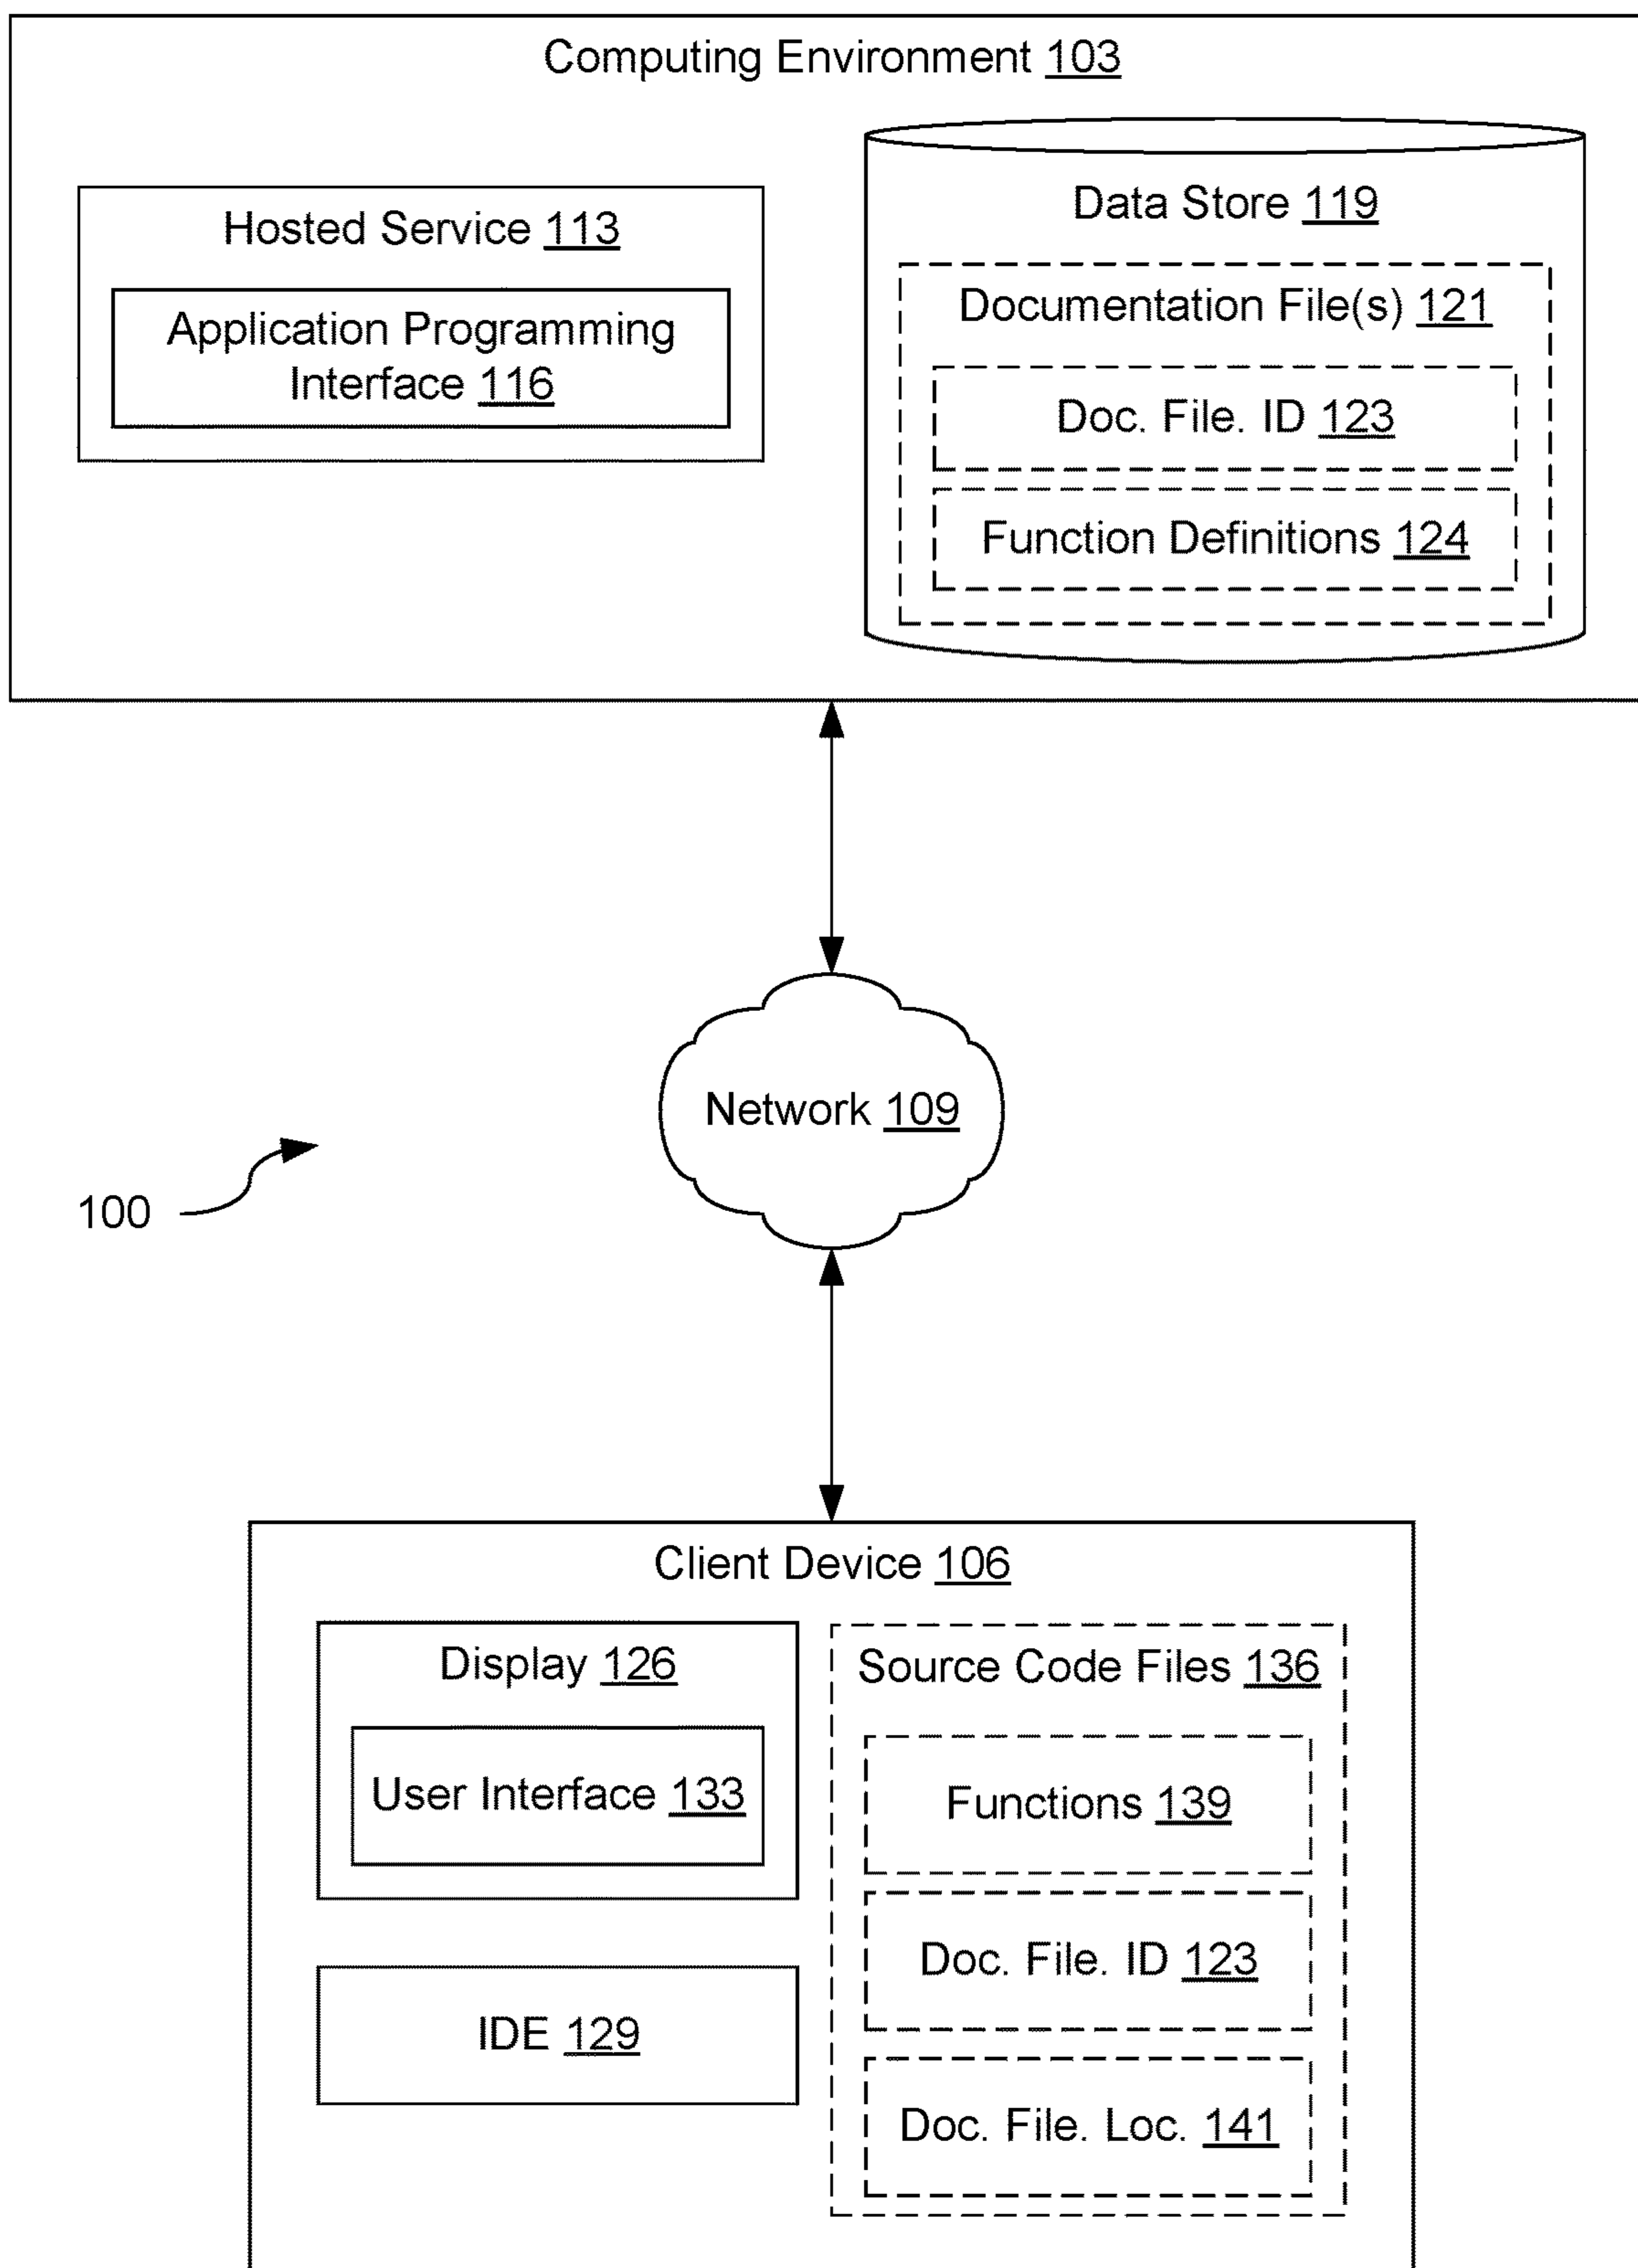 Computing Environment 103
Hosted Service 113
Application Programming
Interface 116
Data Store 119
Documentation File(s) 121
Doc. File. ID 123
Function Definitions 124
Network 109
100
Client Device 106
Display 126
User Interface 133
IDE 129
Source Code Files 136
Functions 139
Doc. File. ID 123
Doc. File. Loc. 141